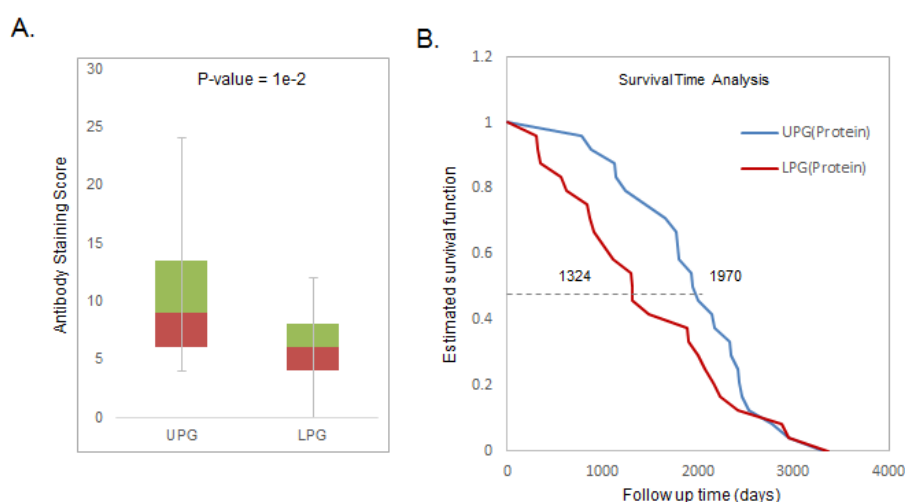 A.
P-value = 1e-2
Antibody Staining Score
30
25
20
15
10
5
0
UPG
LPG
B.
Survival Time Analysis
Estimated survival function
1.2
1
0.8
0.6
0.4
0.2
0
UPG(Protein)
LPG(Protein)
1324
1970
0
1000
2000
3000
4000
Follow up time (days)